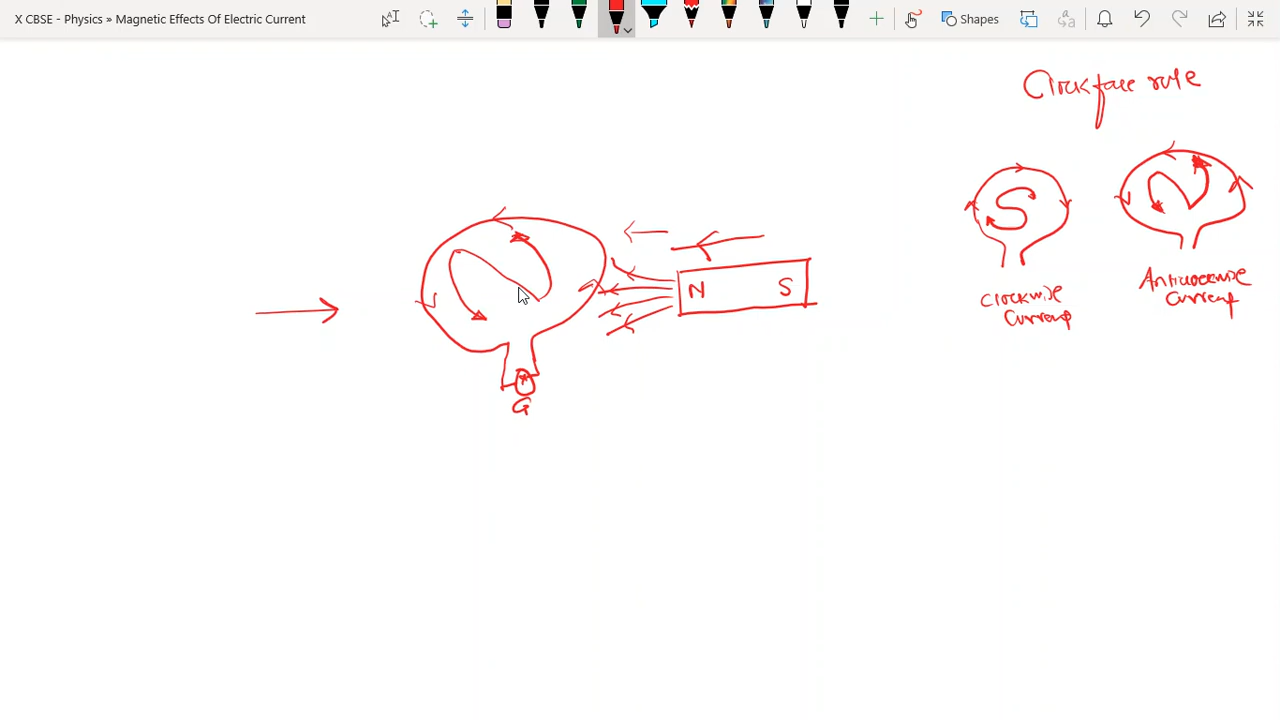 X CBSE - Physics » Magnetic Effects Of Electric Current
Shapes
Clockface rule
S
N
Clockwise
Current
Anticlockwise
Current
N S
N
G